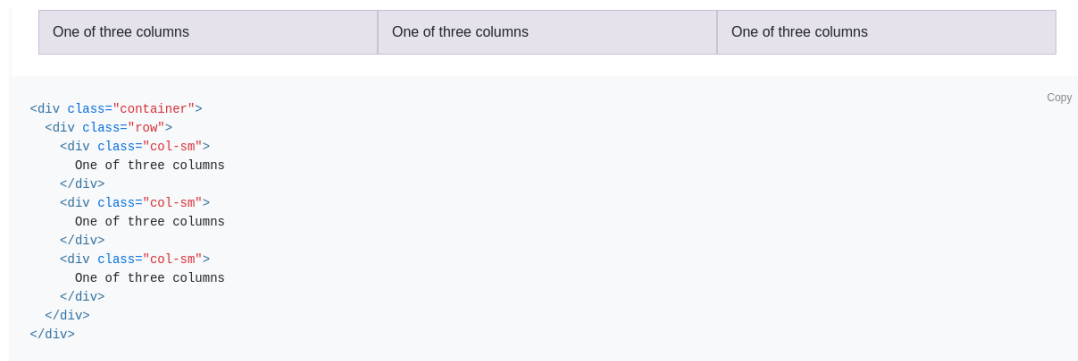 One of three columns One of three columns One of three columns
Copy
<div class="container">
  <div class="row">
    <div class="col-sm">
      One of three columns
    </div>
    <div class="col-sm">
      One of three columns
    </div>
    <div class="col-sm">
      One of three columns
    </div>
  </div>
</div>